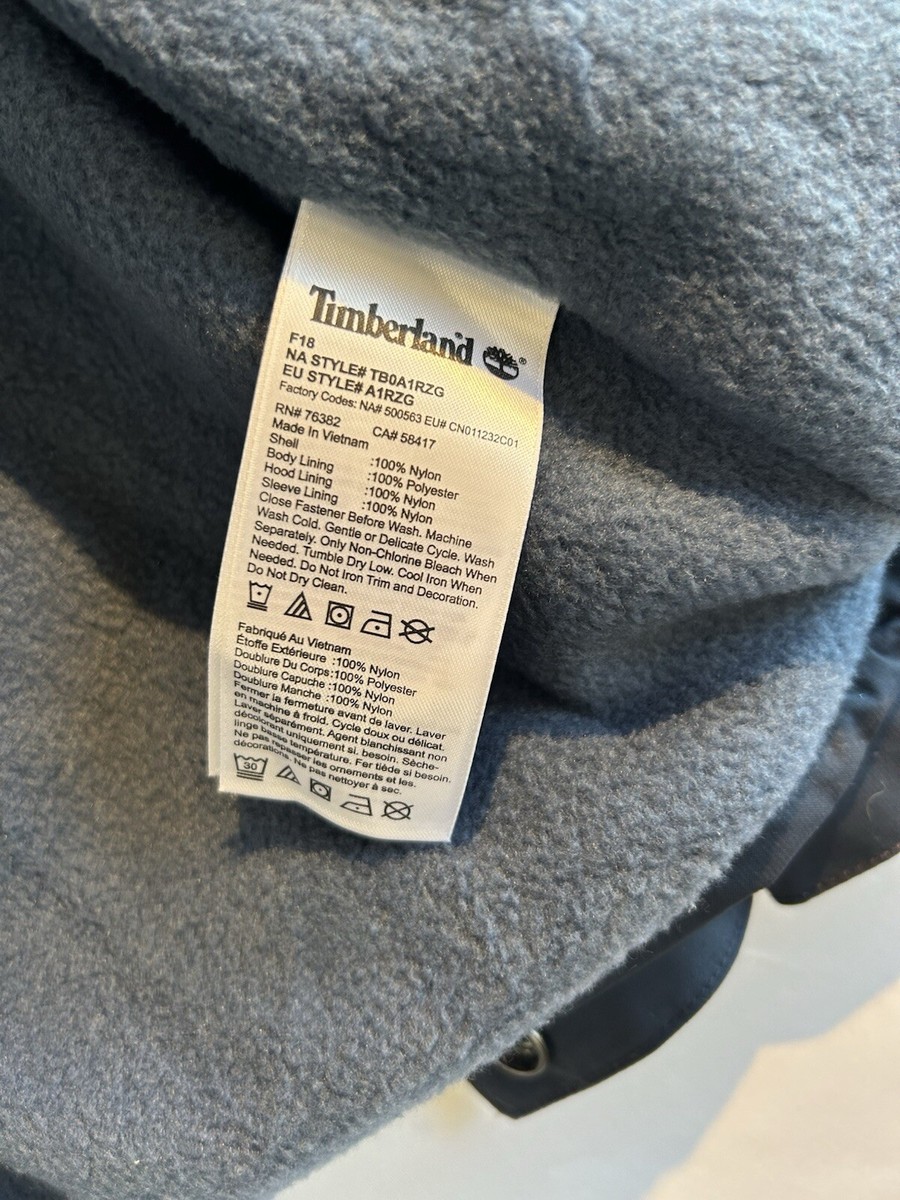 Timberland®
F18
NA STYLE# TB0A1RZG
EU STYLE# A1RZG
Factory Codes: NA# 500563 EU# CN011232C01
RN# 76382 CA# 58417
Made In Vietnam
Shell :100% Nylon
Body Lining :100% Polyester
Hood Lining :100% Nylon
Sleeve Lining :100% Nylon
Close Fastener Before Wash. Machine
Wash Cold. Gentle or Delicate Cycle. Wash
Separately. Only Non-Chlorine Bleach When
Needed. Tumble Dry Low. Cool Iron When
Needed. Do Not Iron Trim and Decoration.
Do Not Dry Clean.
Fabriqué Au Vietnam
Étoffe Extérieure :100% Nylon
Doublure Du Corps:100% Polyester
Doublure Capuche :100% Nylon
Doublure Manche :100% Nylon
Fermer la fermeture avant de laver. Laver
en machine à froid. Cycle doux ou délicat.
Laver séparément. Agent blanchissant non
décolorant uniquement si. besoin. Sèche-
linge basse température. Fer tiède si besoin.
Ne pas repasser les ornements et les.
décorations. Ne pas nettoyer à sec.
30